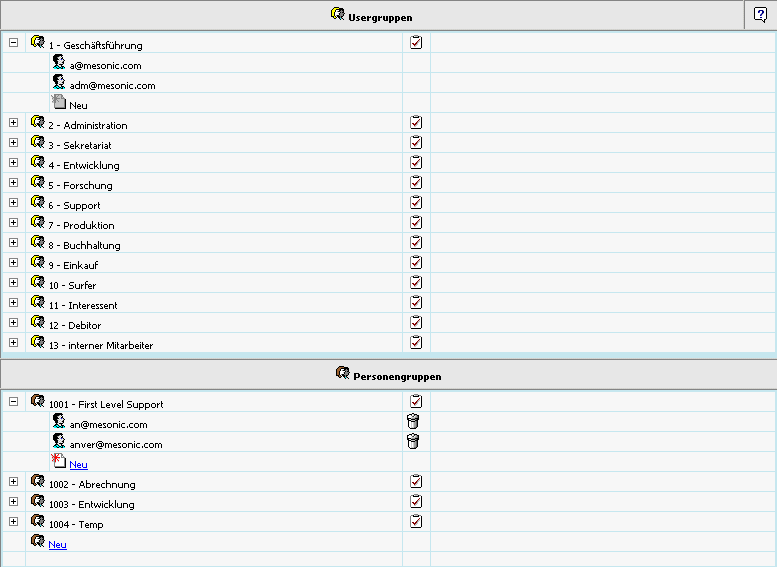 Usergruppen
1 - Geschäftsführung
a@mesonic.com
adm@mesonic.com
Neu
2 - Administration
3 - Sekretariat
4 - Entwicklung
5 - Forschung
6 - Support
7 - Produktion
8 - Buchhaltung
9 - Einkauf
10 - Surfer
11 - Interessent
12 - Debitor
13 - interner Mitarbeiter
Personengruppen
1001 - First Level Support
an@mesonic.com
anver@mesonic.com
Neu
1002 - Abrechnung
1003 - Entwicklung
1004 - Temp
Neu